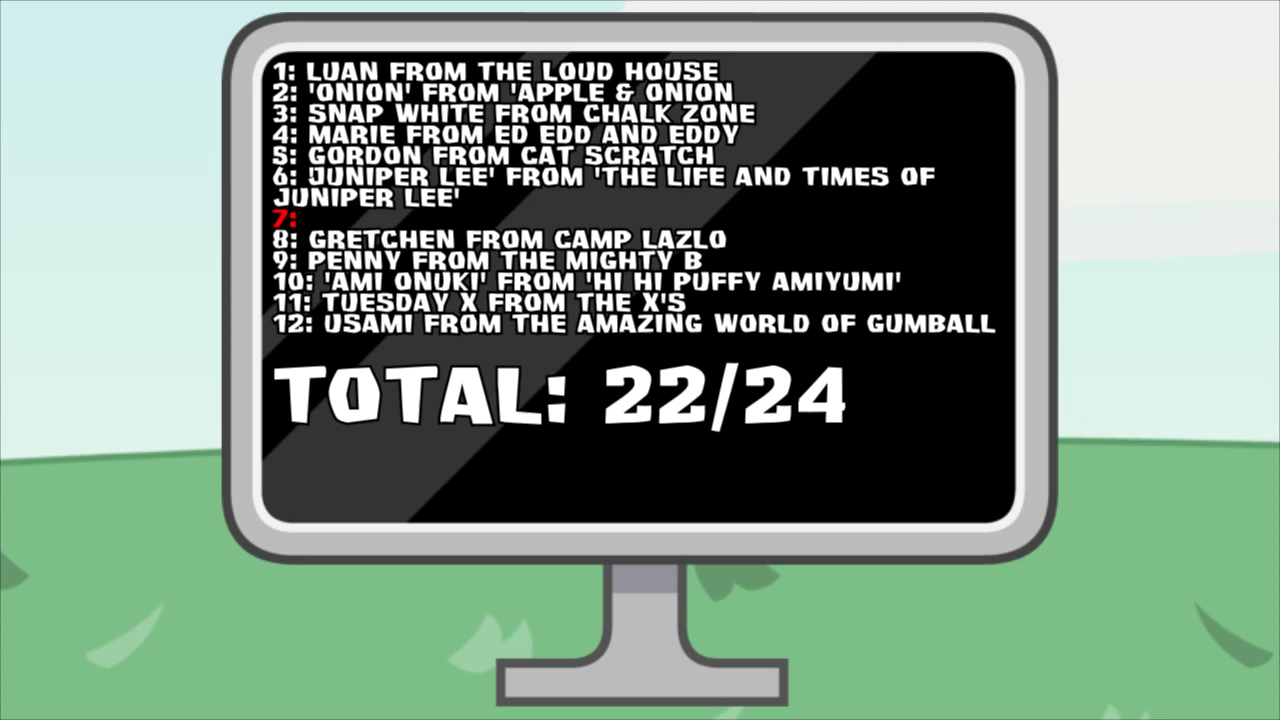 1: LUAN FROM THE LOUD HOUSE
2: 'ONION' FROM 'APPLE & ONION
3: SNAP WHITE FROM CHALK ZONE
4: MARIE FROM ED EDD AND EDDY
5: GORDON FROM CAT SCRATCH
6: 'JUNIPER LEE' FROM 'THE LIFE AND TIMES OF
JUNIPER LEE'
7:
8: GRETCHEN FROM CAMP LAZLO
9: PENNY FROM THE MIGHTY B
10: 'AMI ONUKI' FROM 'HI HI PUFFY AMIYUMI'
11: TUESDAY X FROM THE X'S
12: USAMI FROM THE AMAZING WORLD OF GUMBALL
TOTAL: 22/24